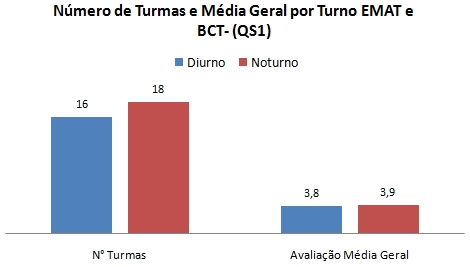 Número de Turmas e Média Geral por Turno EMAT e
BCT- (QS1)
Diurno Noturno
16
18
3,8
3,9
N° Turmas
Avaliação Média Geral